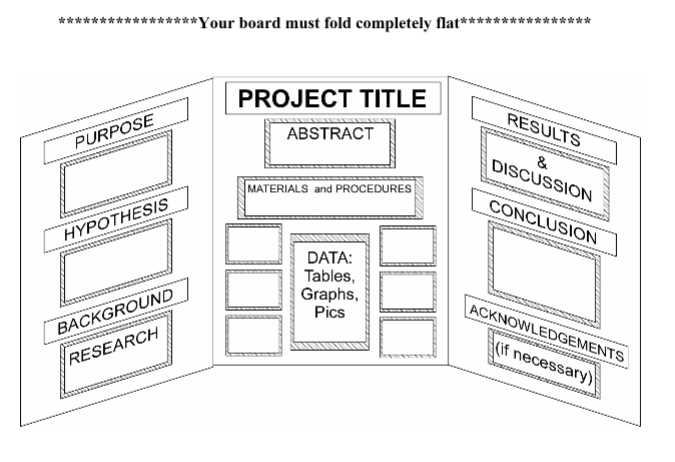 *****************Your board must fold completely flat****************
PURPOSE
HYPOTHESIS
BACKGROUND
RESEARCH
PROJECT TITLE
ABSTRACT
MATERIALS and PROCEDURES
DATA:
Tables,
Graphs,
Pics
RESULTS
&
DISCUSSION
CONCLUSION
ACKNOWLEDGEMENTS
(if necessary)